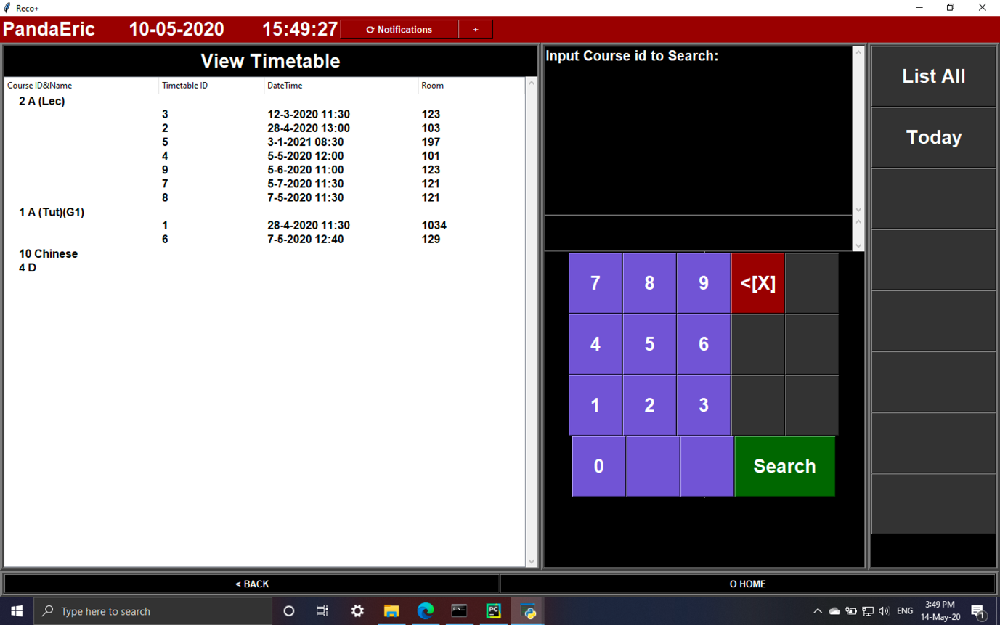 Reco+
PandaEric 10-05-2020 15:49:27 Notifications +
View Timetable
Course ID&Name Timetable ID DateTime Room
2 A (Lec)
3 12-3-2020 11:30 123
2 28-4-2020 13:00 103
5 3-1-2021 08:30 197
4 5-5-2020 12:00 101
9 5-6-2020 11:00 123
7 5-7-2020 11:30 121
8 7-5-2020 11:30 121
1 A (Tut)(G1)
1 28-4-2020 11:30 1034
6 7-5-2020 12:40 129
10 Chinese
4 D
Input Course id to Search:
7 8 9 <[X]
4 5 6
1 2 3
0 Search
List All
Today
< BACK
O HOME
Type here to search
PC
ENG
3:49 PM
14-May-20
1